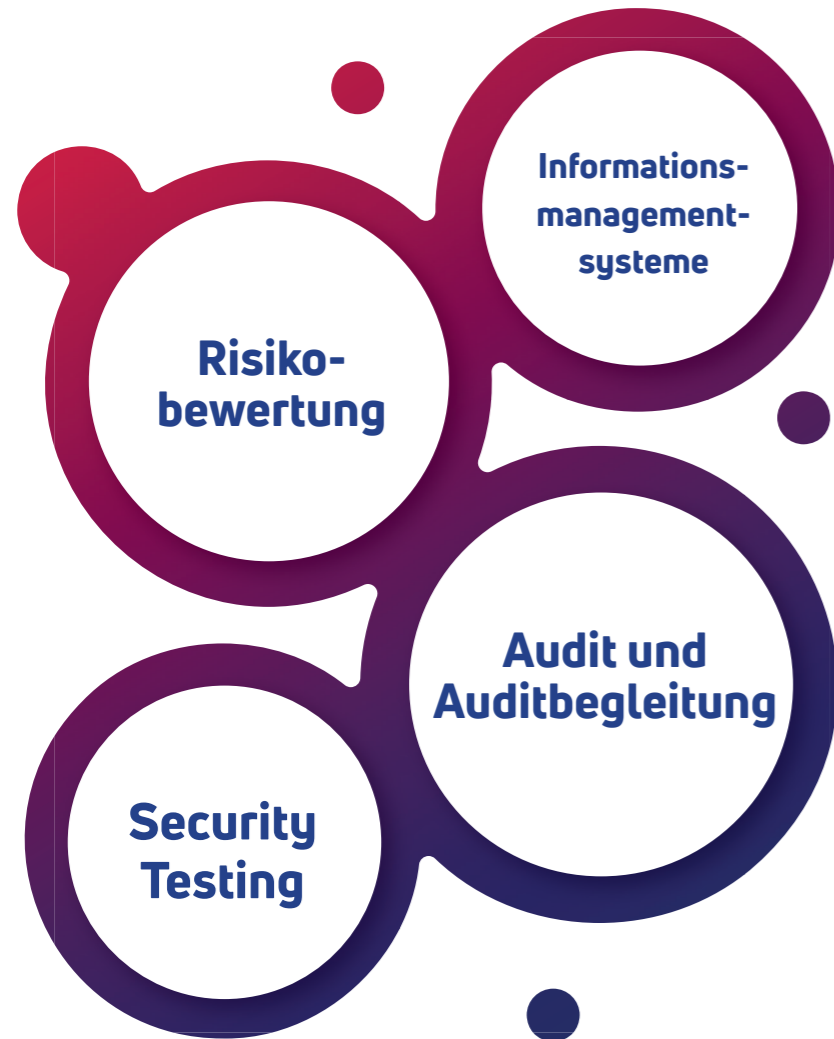 Informations-
management-
systeme
Risiko-
bewertung
Audit und
Auditbegleitung
Security
Testing